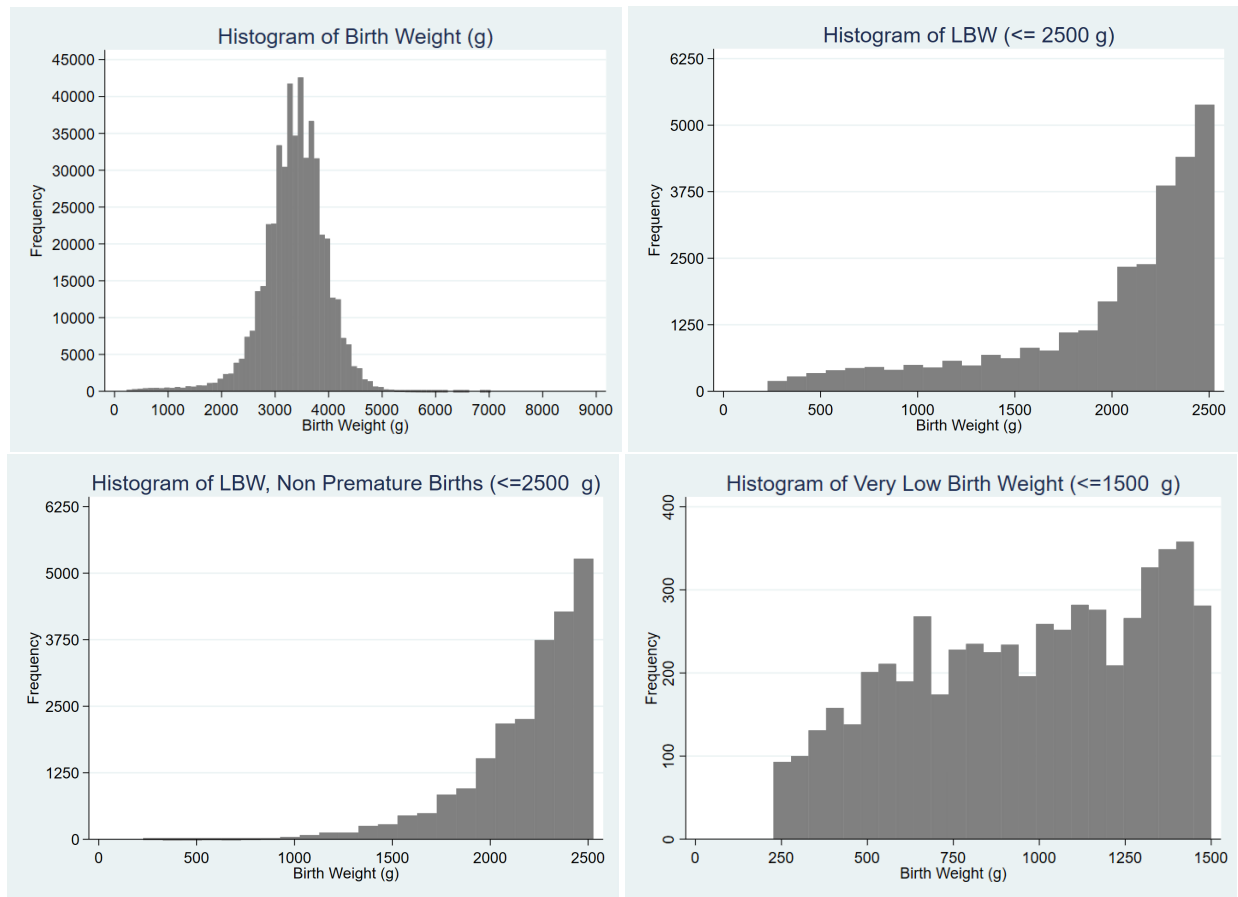 Histogram of Birth Weight (g)
45000
40000
35000
30000
25000
20000
15000
10000
5000
0
Frequency
0 1000 2000 3000 4000 5000 6000 7000 8000 9000
Birth Weight (g)
Histogram of LBW (<= 2500 g)
6250
5000
3750
2500
1250
0
Frequency
0 500 1000 1500 2000 2500
Birth Weight (g)
Histogram of LBW, Non Premature Births (<=2500  g)
6250
5000
3750
2500
1250
0
Frequency
0 500 1000 1500 2000 2500
Birth Weight (g)
Histogram of Very Low Birth Weight (<=1500  g)
400
300
200
100
0
Frequency
0 250 500 750 1000 1250 1500
Birth Weight (g)